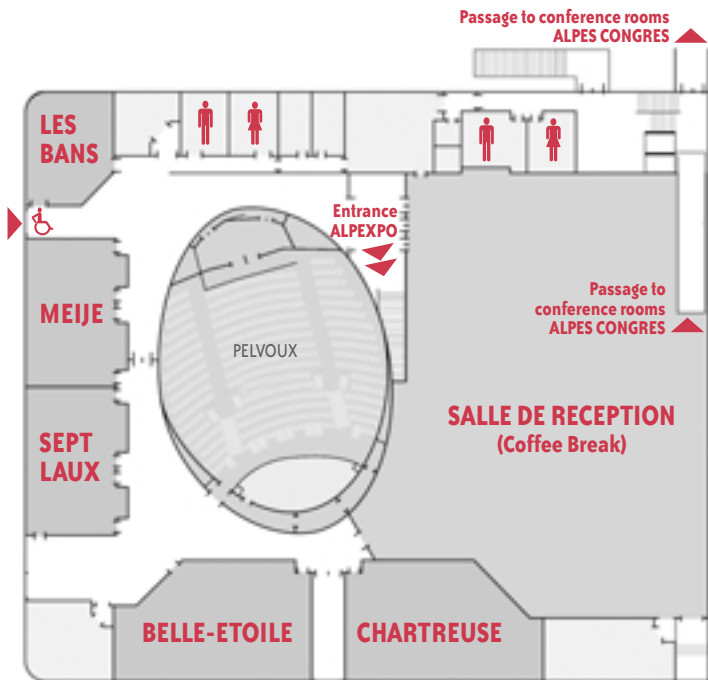 Passage to conference rooms
ALPES CONGRES
LES
BANS
Entrance
ALPEXPO
MEIJE
Passage to
conference rooms
ALPES CONGRES
PELVOUX
SALLE DE RECEPTION
(Coffee Break)
SEPT
LAUX
BELLE-ETOILE
CHARTREUSE